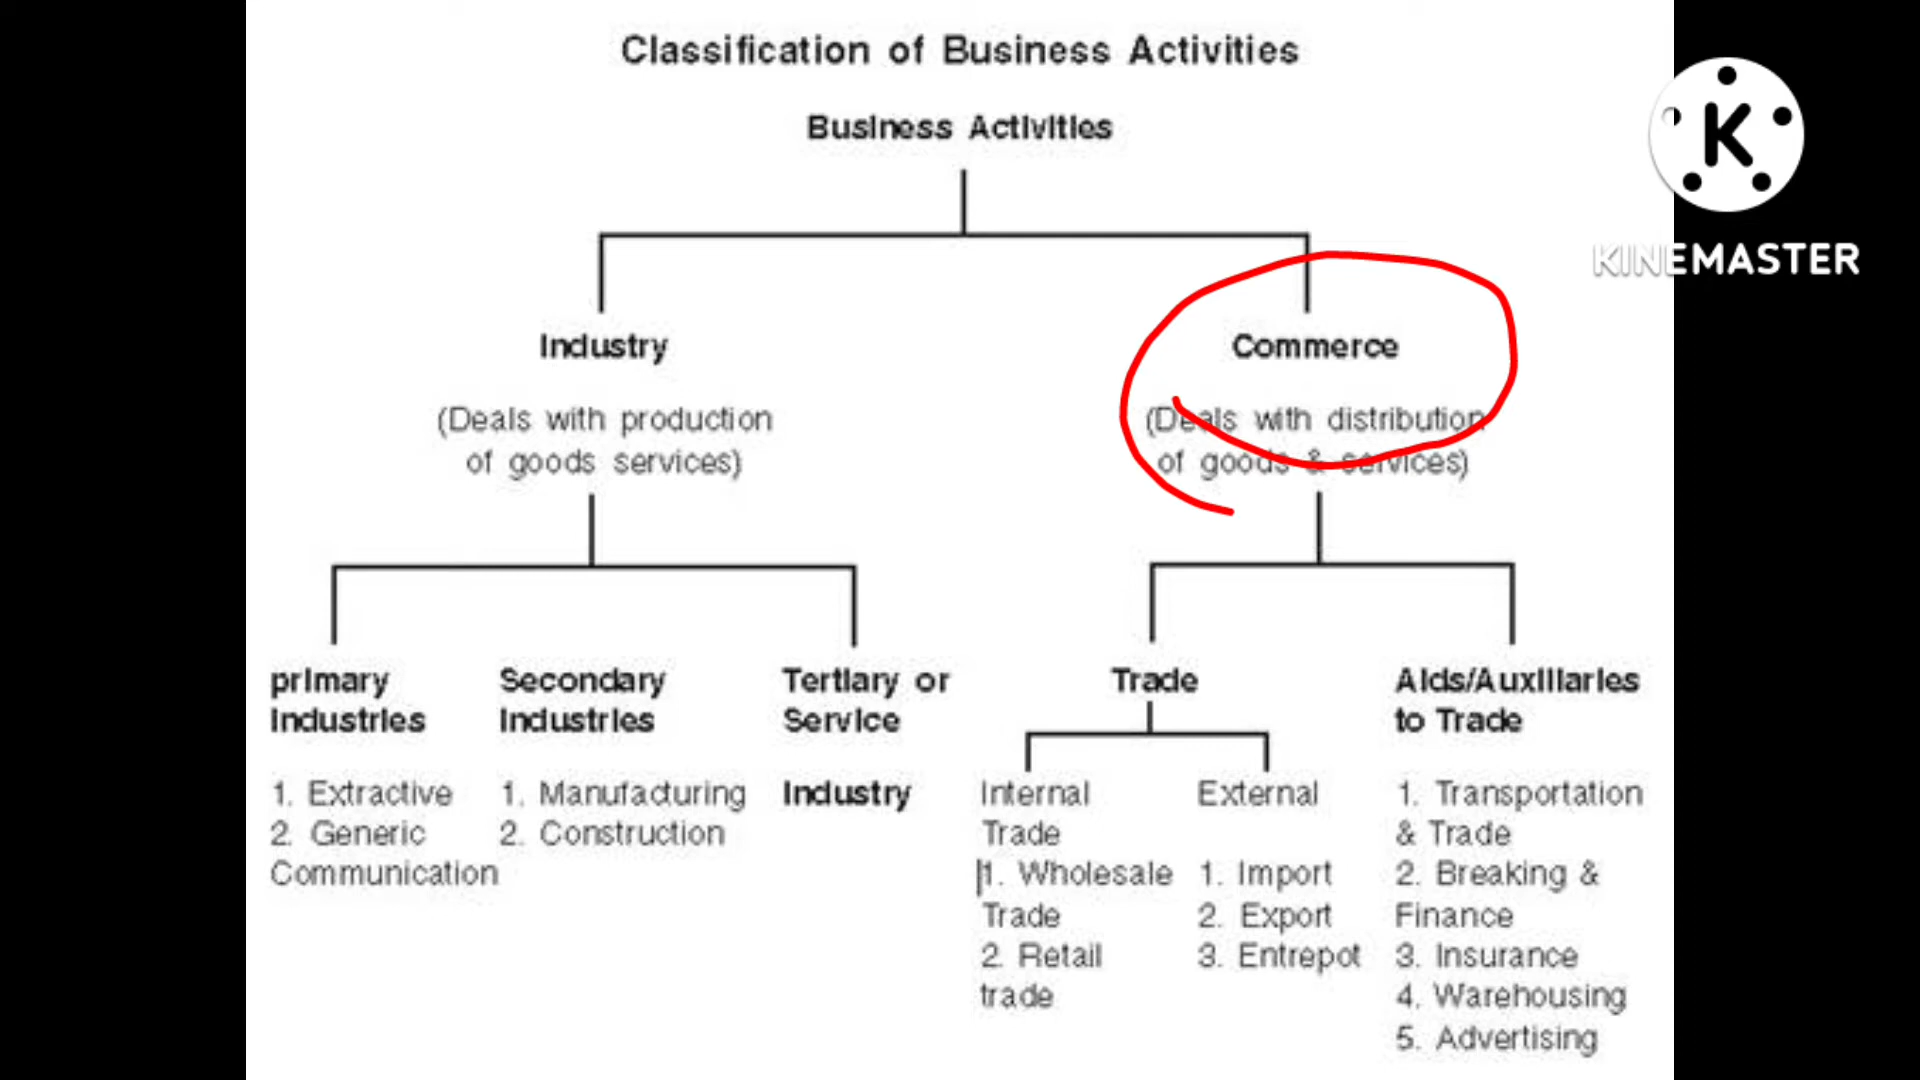 Classification of Business Activities
Business Activities
K
KINEMASTER
Industry
(Deals with production
of goods services)
Commerce
(Deals with distribution
of goods & services)
primary
Industries
1. Extractive
2. Generic
Communication
Secondary
Industries
1. Manufacturing
2. Construction
Tertiary or
Service
Industry
Trade
Internal
Trade
1. Wholesale
Trade
2. Retail
trade
External
1. Import
2. Export
3. Entrepot
Aids/Auxiliaries
to Trade
1. Transportation
& Trade
2. Breaking &
Finance
3. Insurance
4. Warehousing
5. Advertising